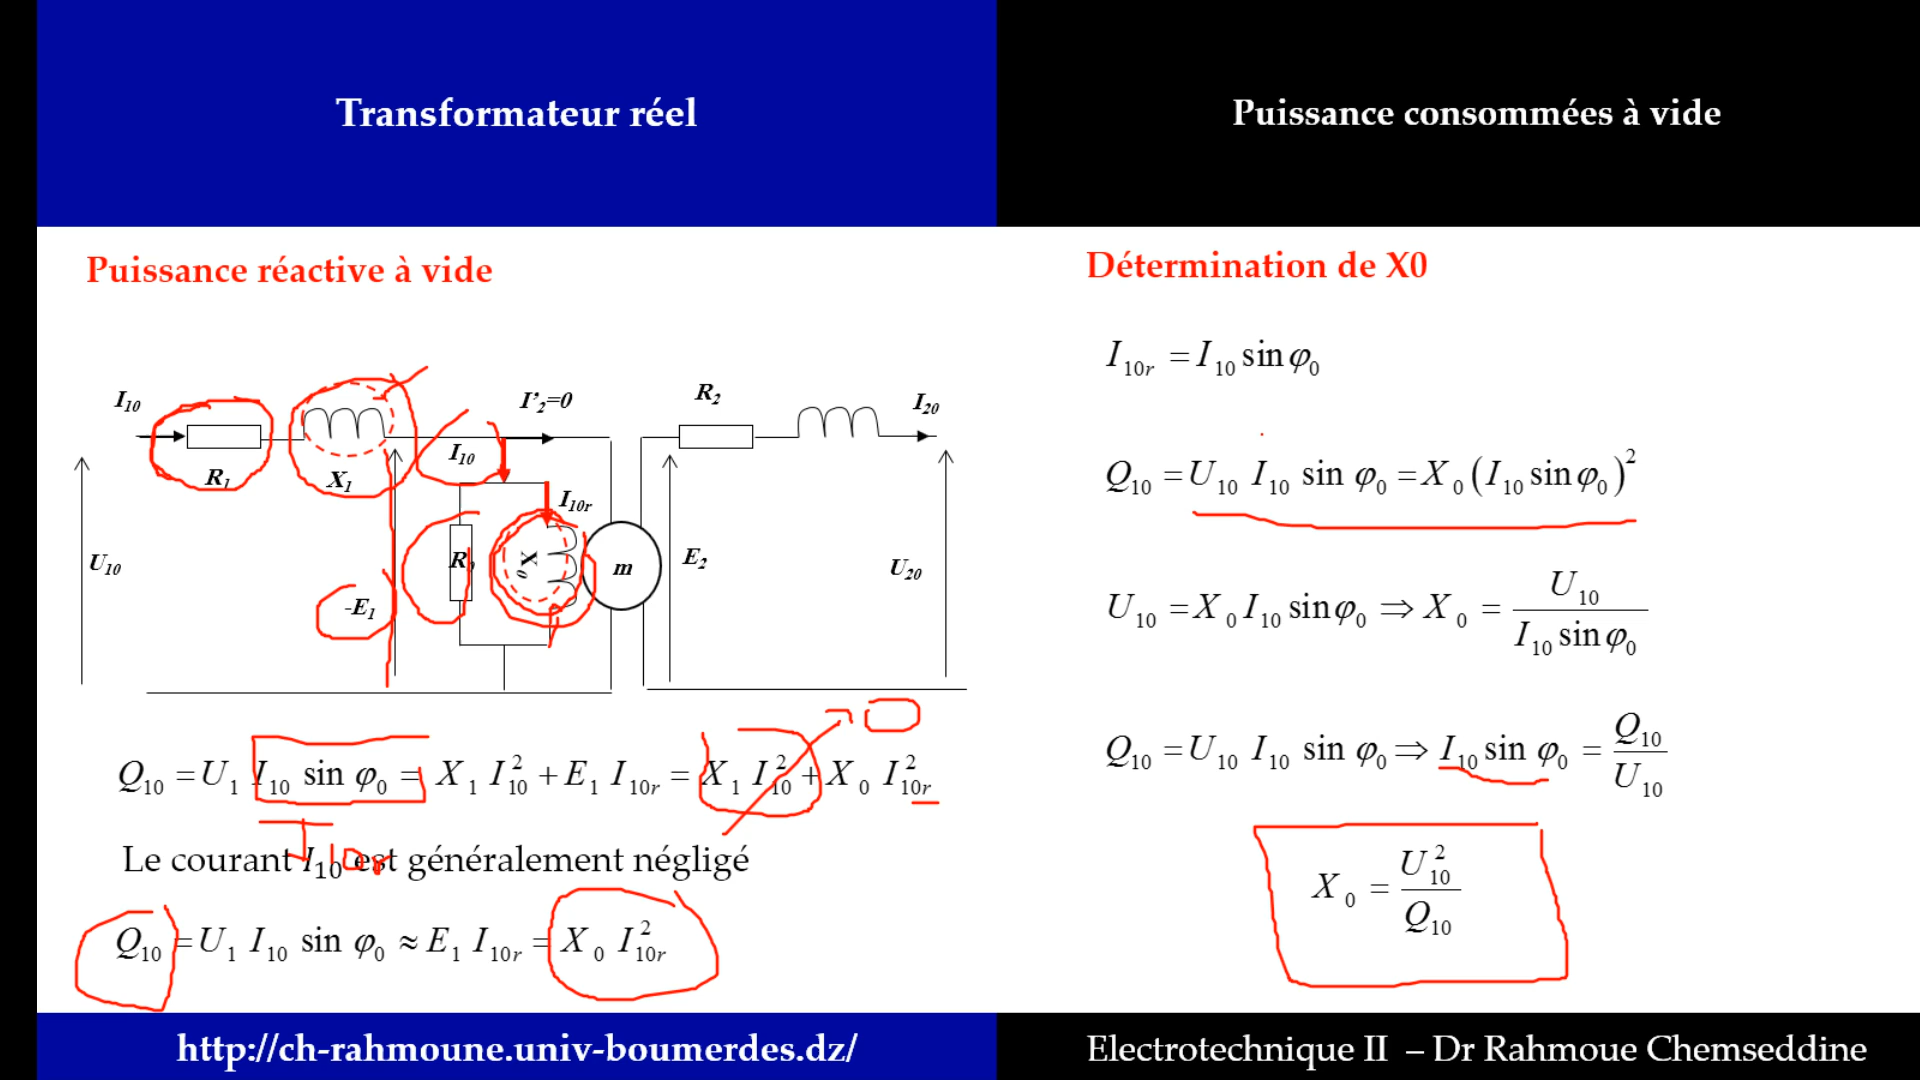 Transformateur réel
Puissance consommées à vide
Puissance réactive à vide
I10
R1
X1
I10
I'2=0
I10r
X0
-E1
U10
m
R2
I20
E2
U20
Q10 = U1 I10 sin φ0 = X1 I10² + E1 I10r = X1 I10² + X0 I10r²
0
I10r
Le courant I10 est généralement négligé
Q10 = U1 I10 sin φ0 ≈ E1 I10r = X0 I10r²
Détermination de X0
I10r = I10 sin φ0
Q10 = U10 I10 sin φ0 = X0 (I10 sin φ0)²
U10 = X0 I10 sin φ0 ⇒ X0 = U10 / I10 sin φ0
Q10 = U10 I10 sin φ0 ⇒ I10 sin φ0 = Q10 / U10
X0 = U10² / Q10
http://ch-rahmoune.univ-boumerdes.dz/
Electrotechnique II – Dr Rahmoue Chemseddine